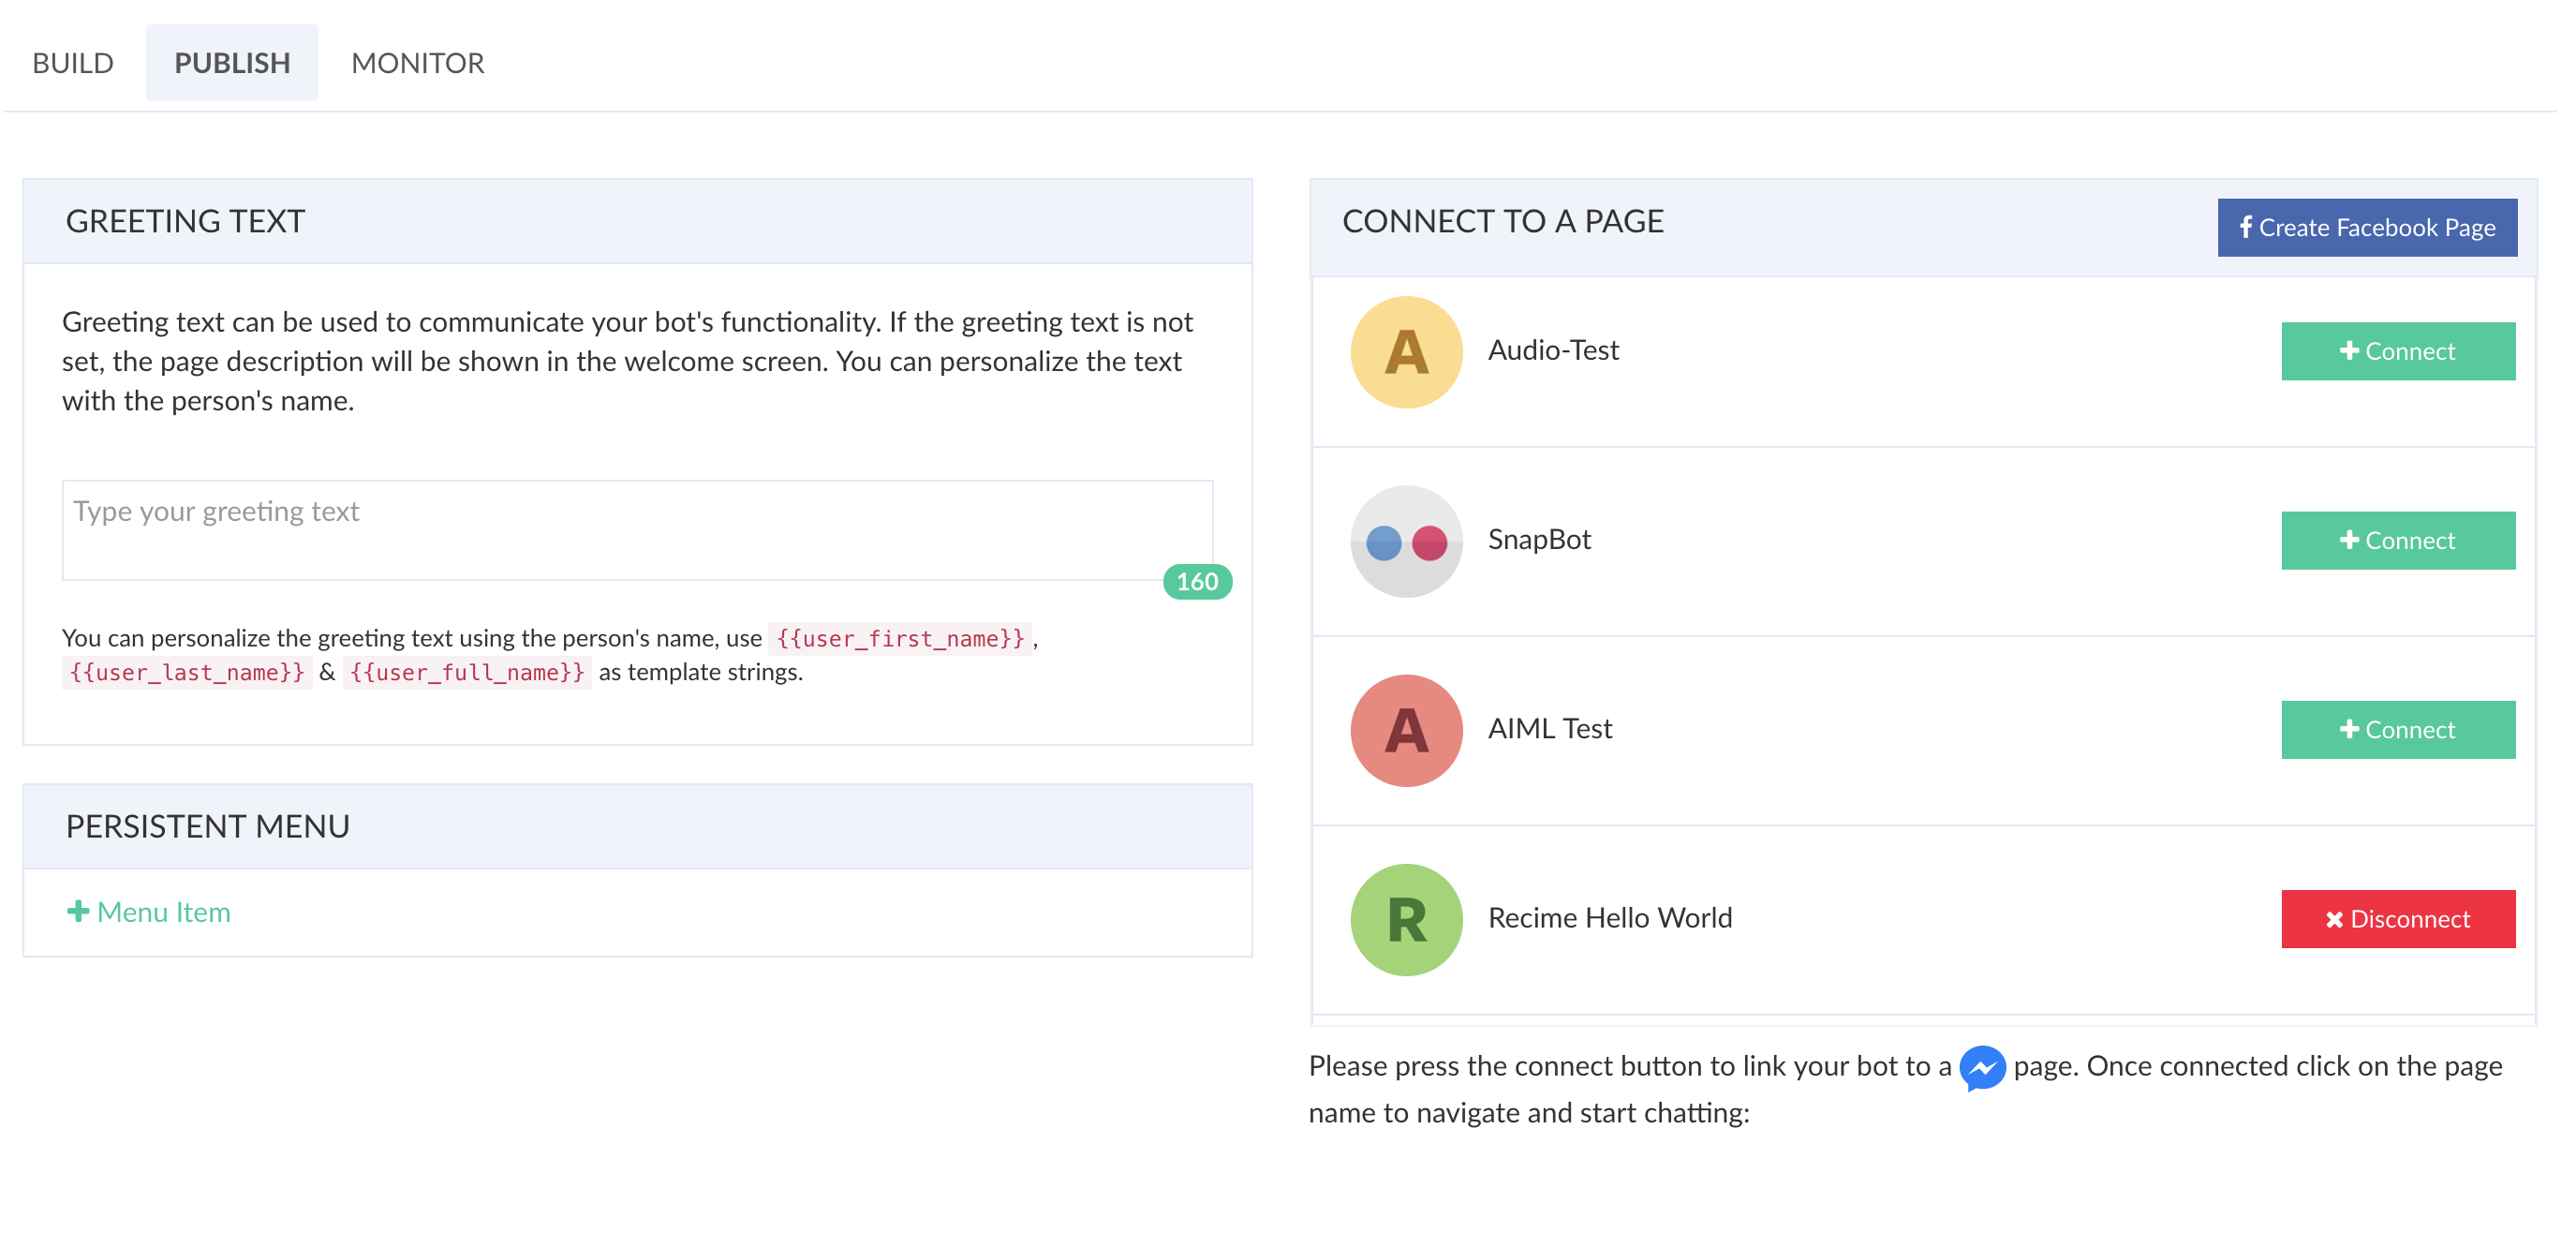 BUILD PUBLISH MONITOR
GREETING TEXT
Greeting text can be used to communicate your bot's functionality. If the greeting text is not
set, the page description will be shown in the welcome screen. You can personalize the text
with the person's name.
Type your greeting text
160
You can personalize the greeting text using the person's name, use {{user_first_name}},
{{user_last_name}} & {{user_full_name}} as template strings.
PERSISTENT MENU
Menu Item
CONNECT TO A PAGE
f Create Facebook Page
A Audio-Test Connect
SnapBot Connect
A AIML Test Connect
R Recime Hello World Disconnect
Please press the connect button to link your bot to a page. Once connected click on the page
name to navigate and start chatting: